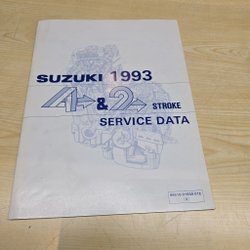 SUZUKI 1993
4 & 2 STROKE
SERVICE DATA